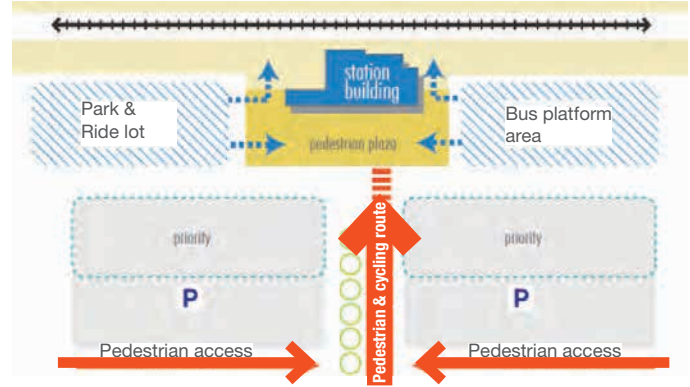 station
building
Park &
Ride lot
Bus platform
area
pedestrian plaza
priority
priority
Pedestrian & cycling route
P
P
Pedestrian access
Pedestrian access